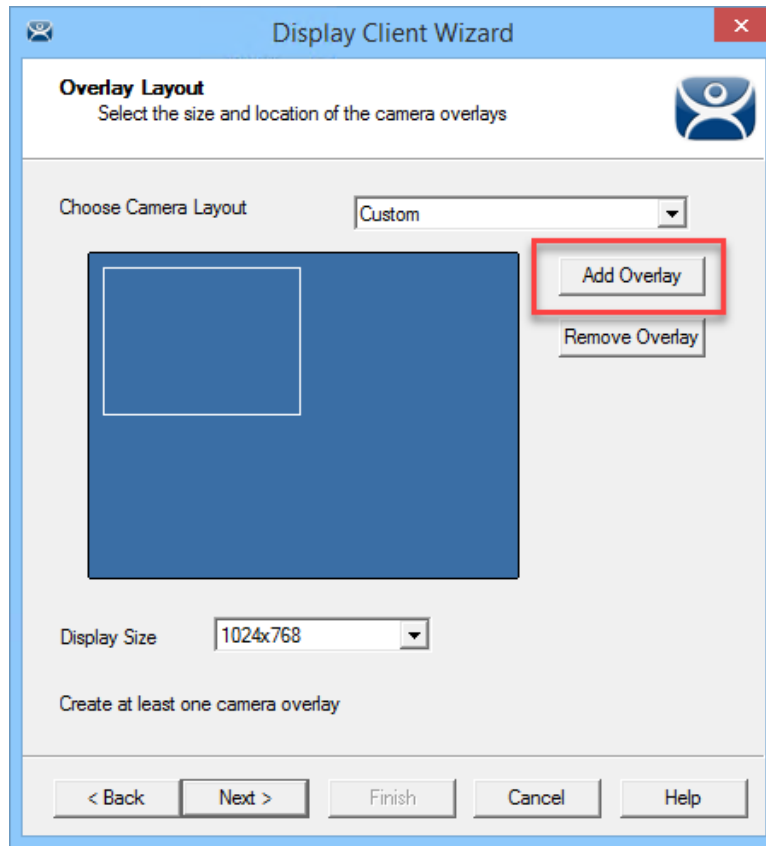 Display Client Wizard
Overlay Layout
Select the size and location of the camera overlays
Choose Camera Layout
Custom
Add Overlay
Remove Overlay
Display Size
1024x768
Create at least one camera overlay
< Back
Next >
Finish
Cancel
Help